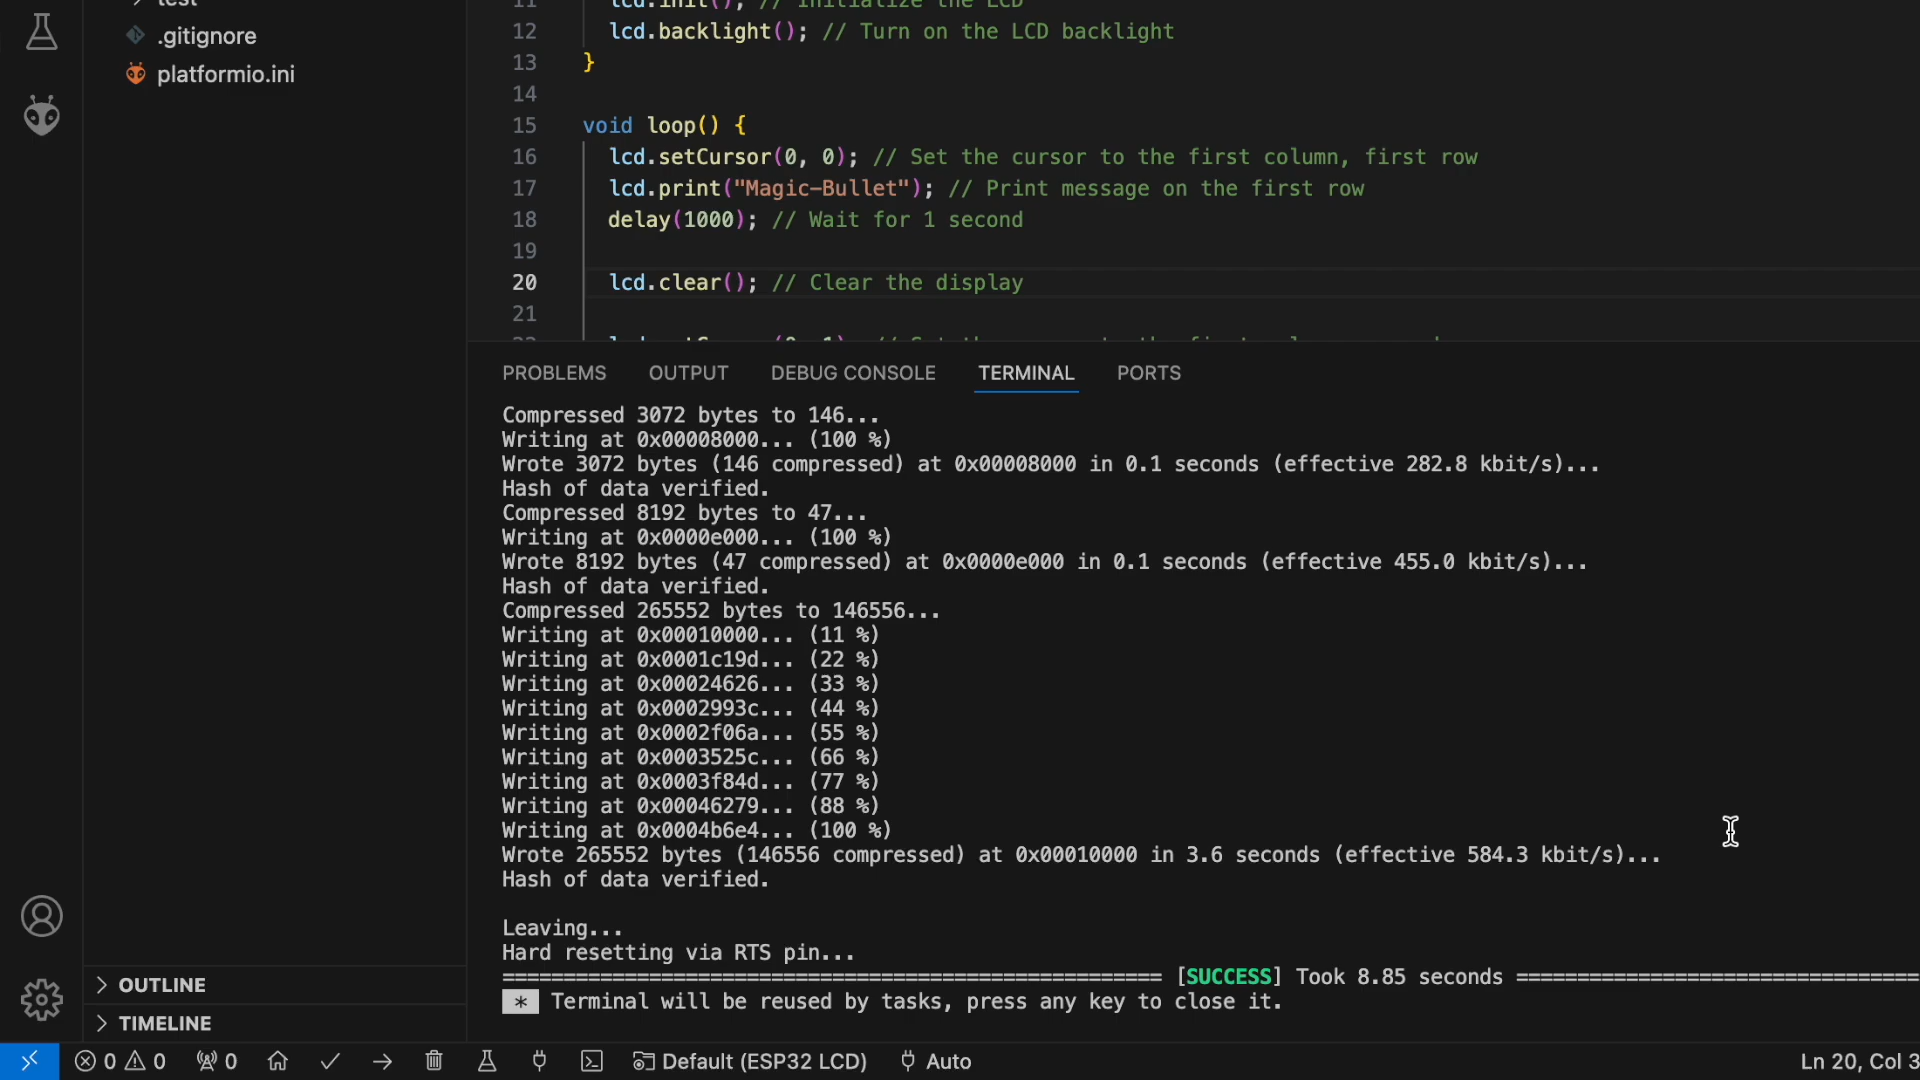 test
.gitignore
platformio.ini
11 lcd.init(); // Initialize the LCD
12 lcd.backlight(); // Turn on the LCD backlight
13 }
14
15 void loop() {
16 lcd.setCursor(0, 0); // Set the cursor to the first column, first row
17 lcd.print("Magic-Bullet"); // Print message on the first row
18 delay(1000); // Wait for 1 second
19
20 lcd.clear(); // Clear the display
21
PROBLEMS OUTPUT DEBUG CONSOLE TERMINAL PORTS
Compressed 3072 bytes to 146...
Writing at 0x00008000... (100 %)
Wrote 3072 bytes (146 compressed) at 0x00008000 in 0.1 seconds (effective 282.8 kbit/s)...
Hash of data verified.
Compressed 8192 bytes to 47...
Writing at 0x0000e000... (100 %)
Wrote 8192 bytes (47 compressed) at 0x0000e000 in 0.1 seconds (effective 455.0 kbit/s)...
Hash of data verified.
Compressed 265552 bytes to 146556...
Writing at 0x00010000... (11 %)
Writing at 0x0001c19d... (22 %)
Writing at 0x00024626... (33 %)
Writing at 0x0002993c... (44 %)
Writing at 0x0002f06a... (55 %)
Writing at 0x0003525c... (66 %)
Writing at 0x0003f84d... (77 %)
Writing at 0x00046279... (88 %)
Writing at 0x0004b6e4... (100 %)
Wrote 265552 bytes (146556 compressed) at 0x00010000 in 3.6 seconds (effective 584.3 kbit/s)...
Hash of data verified.
Leaving...
Hard resetting via RTS pin...
====================================================== [SUCCESS] Took 8.85 seconds =================================
* Terminal will be reused by tasks, press any key to close it.
OUTLINE
TIMELINE
0 0 0 Default (ESP32 LCD) Auto Ln 20, Col 3